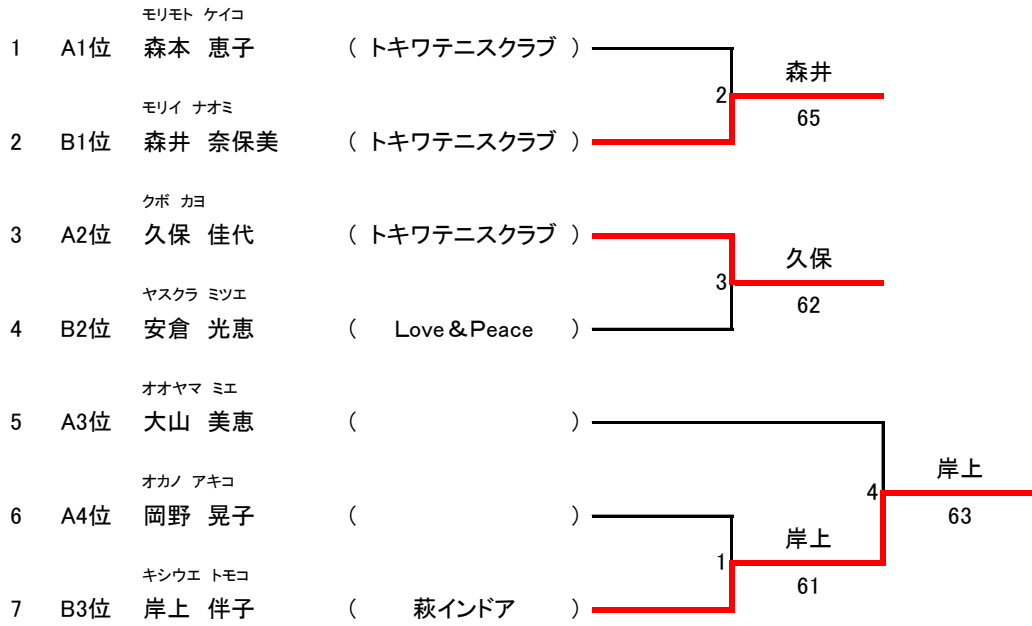 モリモト ケイコ
1 A1位 森本 恵子 ( トキワテニスクラブ )
森井
2
65
モリイ ナオミ
2 B1位 森井 奈保美 ( トキワテニスクラブ )
クボ カヨ
3 A2位 久保 佳代 ( トキワテニスクラブ )
久保
3
62
ヤスクラ ミツエ
4 B2位 安倉 光恵 ( Love&Peace )
オオヤマ ミエ
5 A3位 大山 美恵 ( )
岸上
4
63
オカノ アキコ
6 A4位 岡野 晃子 ( )
岸上
1
61
キシウエ トモコ
7 B3位 岸上 伴子 ( 萩インドア )